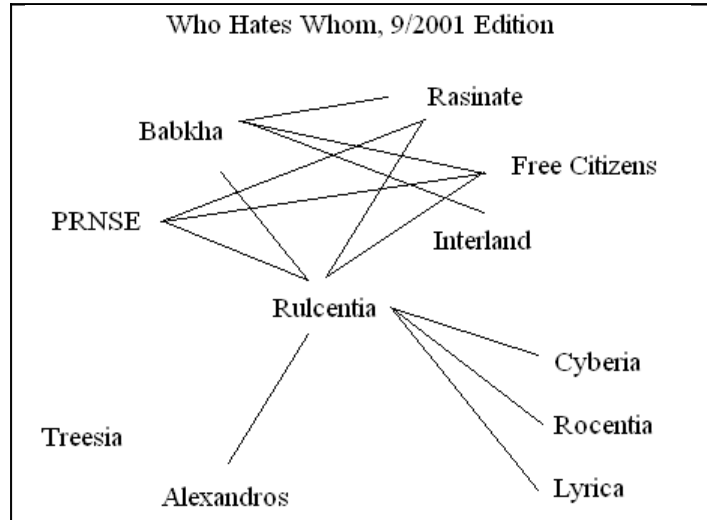 Who Hates Whom, 9/2001 Edition
Rasinate
Babkha
Free Citizens
PRNSE
Interland
Rulcentia
Cyberia
Rocentia
Treesia
Lyrica
Alexandros